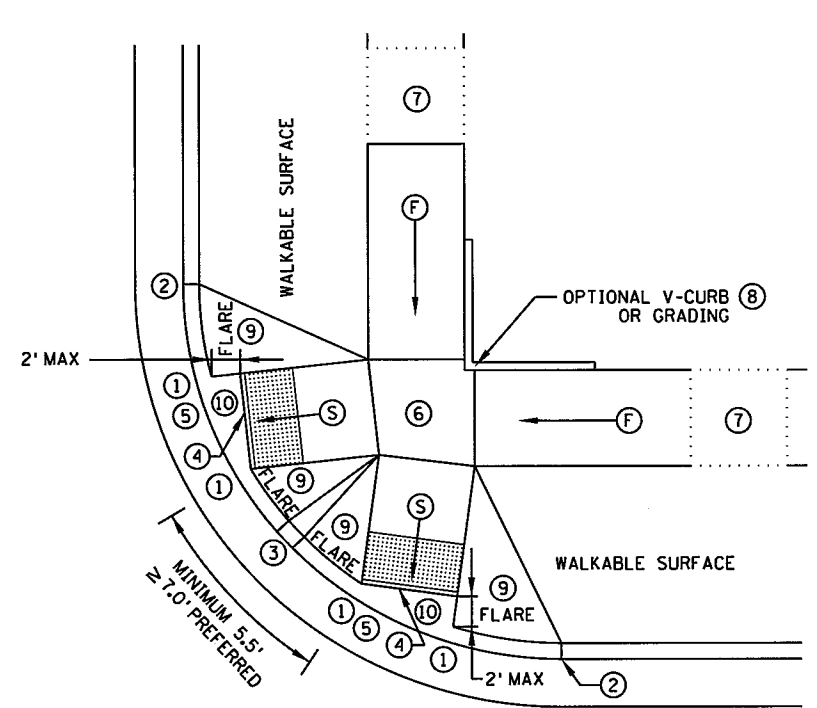 7
WALKABLE SURFACE
F
2
OPTIONAL V-CURB 8
OR GRADING
FLARE
9
2' MAX
1
5
10
S
6
F
7
4
1
9
FLARE
S
3
9
FLARE
WALKABLE SURFACE
9
FLARE
MINIMUM 5.5'
≥ 7.0' PREFERRED
1
5
10
4
1
2' MAX
2